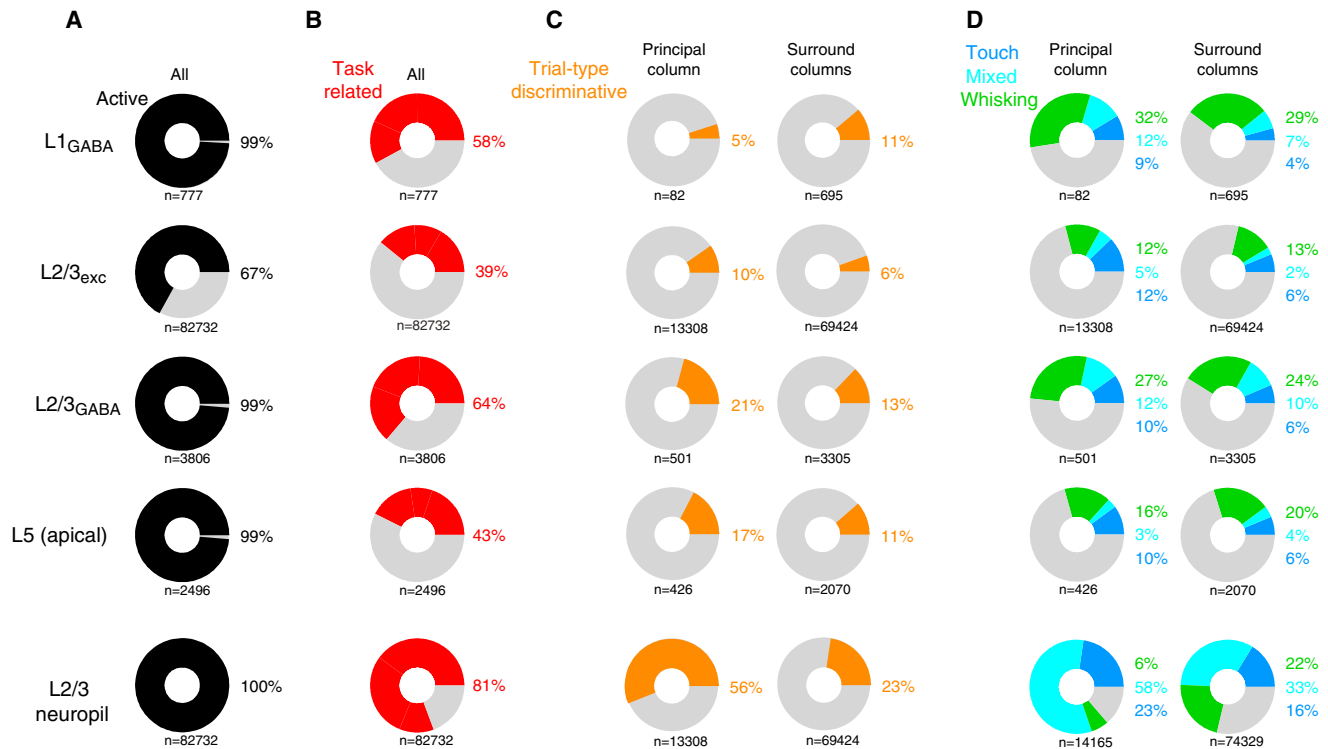 A
B
C
D
Principal
column
Surround
columns
Touch
Mixed
Whisking
Principal
column
Surround
columns
Task
related
All
Trial-type
discriminative
All
Active
L1GABA
99%
n=777
58%
n=777
5%
n=82
11%
n=695
32%
12%
9%
n=82
29%
7%
4%
n=695
L2/3exc
67%
n=82732
39%
n=82732
10%
n=13308
6%
n=69424
12%
5%
12%
n=13308
13%
2%
6%
n=69424
L2/3GABA
99%
n=3806
64%
n=3806
21%
n=501
13%
n=3305
27%
12%
10%
n=501
24%
10%
6%
n=3305
L5 (apical)
99%
n=2496
43%
n=2496
17%
n=426
11%
n=2070
16%
3%
10%
n=426
20%
4%
6%
n=2070
L2/3
neuropil
100%
n=82732
81%
n=82732
56%
n=13308
23%
n=69424
6%
58%
23%
n=14165
22%
33%
16%
n=74329